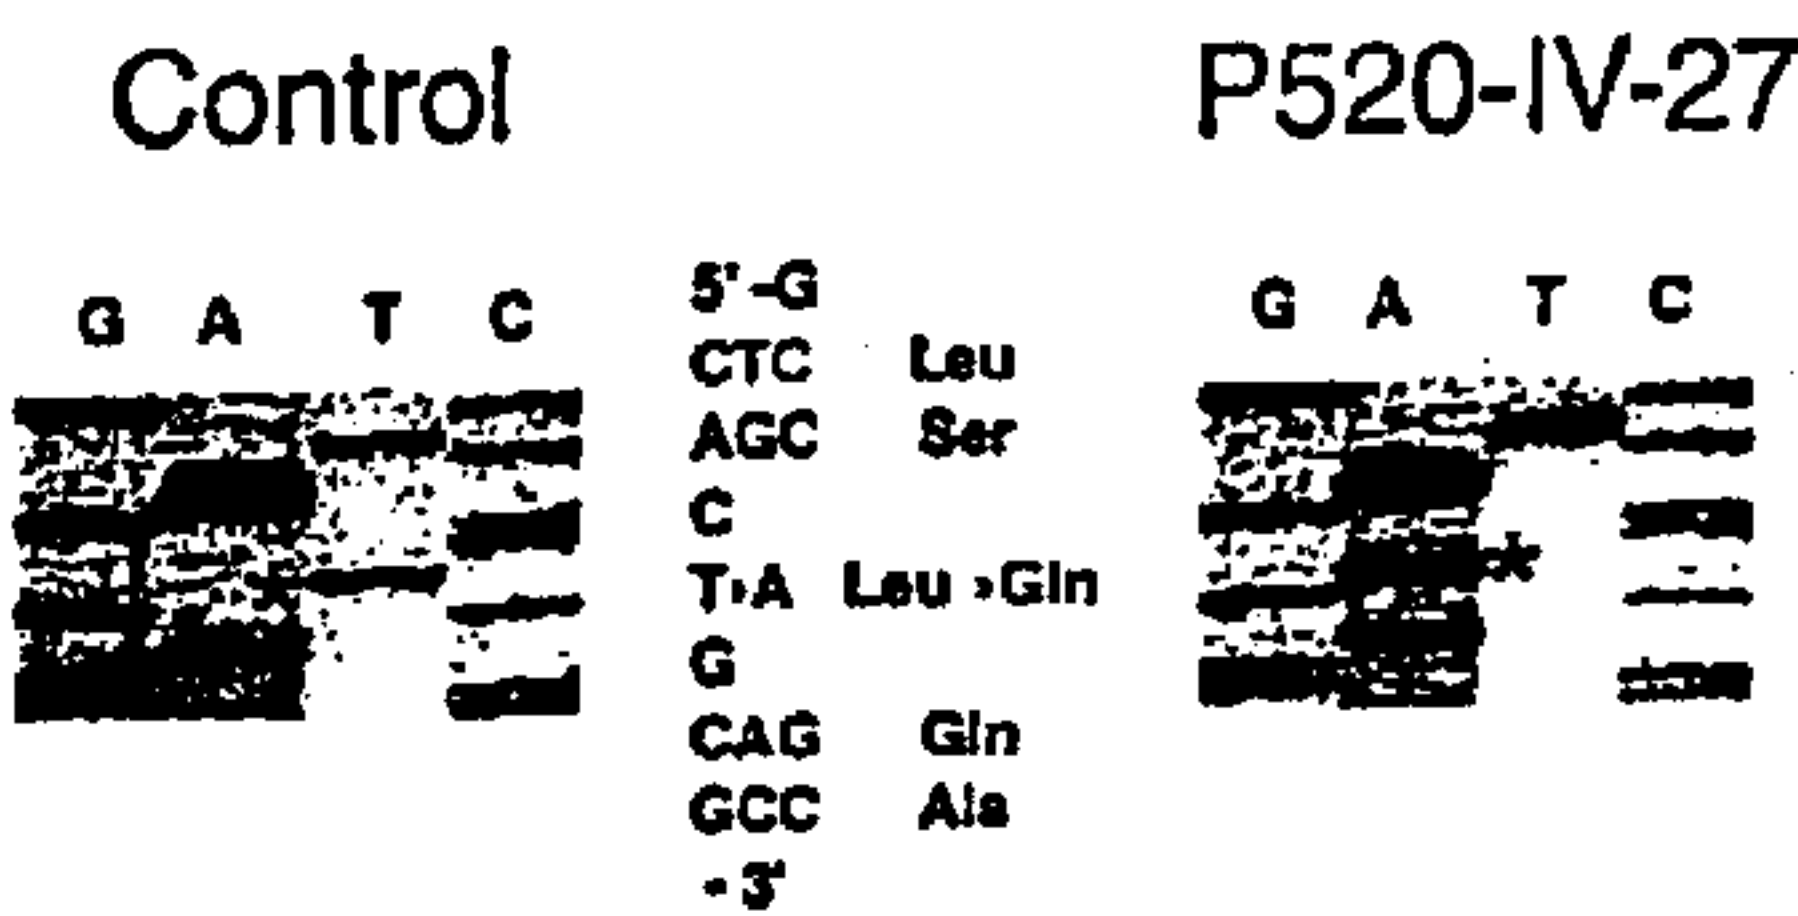 Control
P520-IV-27
G A T C
5'-G
CTC Leu
AGC Ser
C
T›A Leu ›Gln
G
CAG Gln
GCC Ala
- 3'
G A T C
*